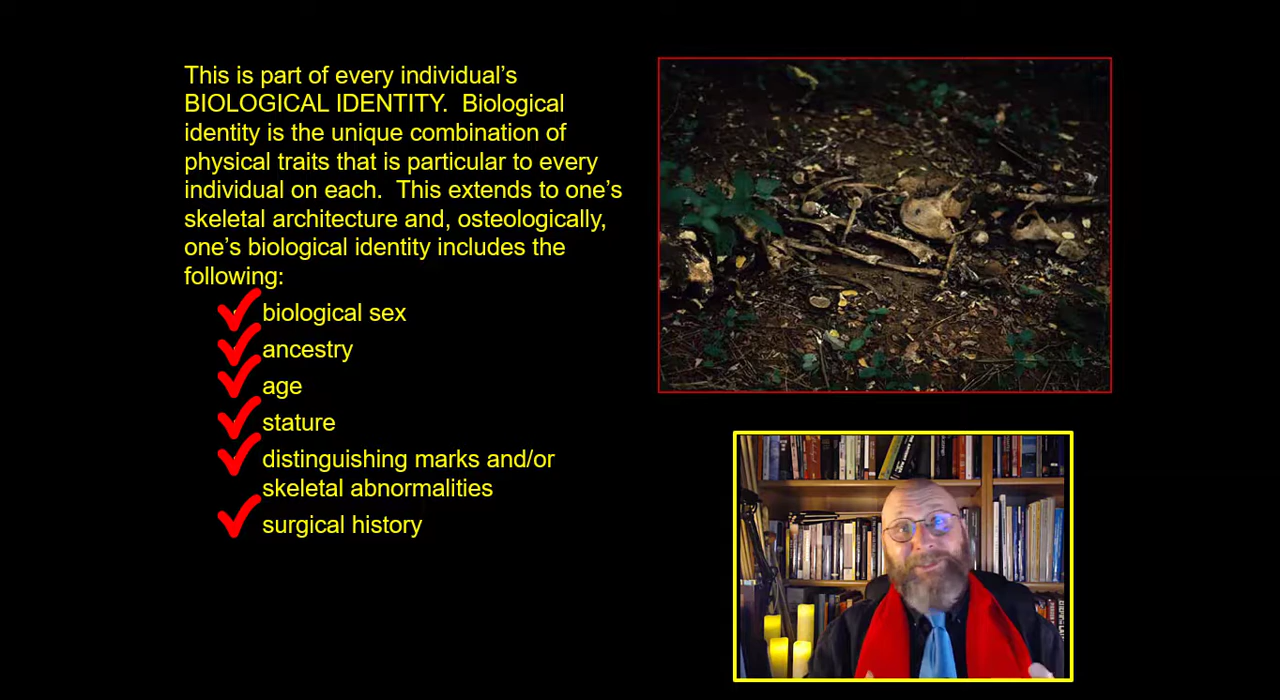 This is part of every individual’s
BIOLOGICAL IDENTITY.  Biological
identity is the unique combination of
physical traits that is particular to every
individual on each.  This extends to one’s
skeletal architecture and, osteologically,
one’s biological identity includes the
following:
biological sex
ancestry
age
stature
distinguishing marks and/or
skeletal abnormalities
surgical history